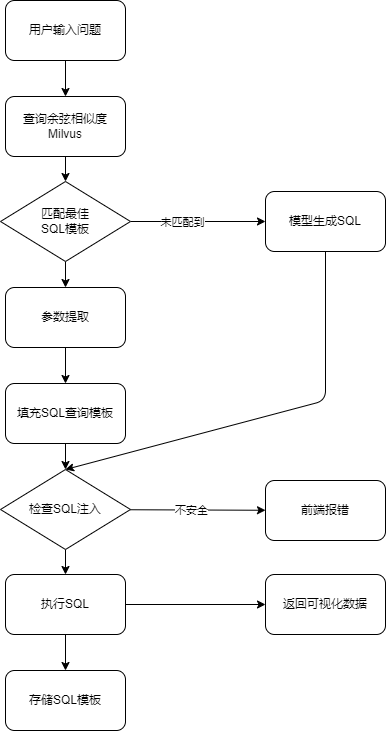 用户输入问题
查询余弦相似度
Milvus
匹配最佳
SQL模板
未匹配到
模型生成SQL
参数提取
填充SQL查询模板
检查SQL注入
不安全
前端报错
执行SQL
返回可视化数据
存储SQL模板